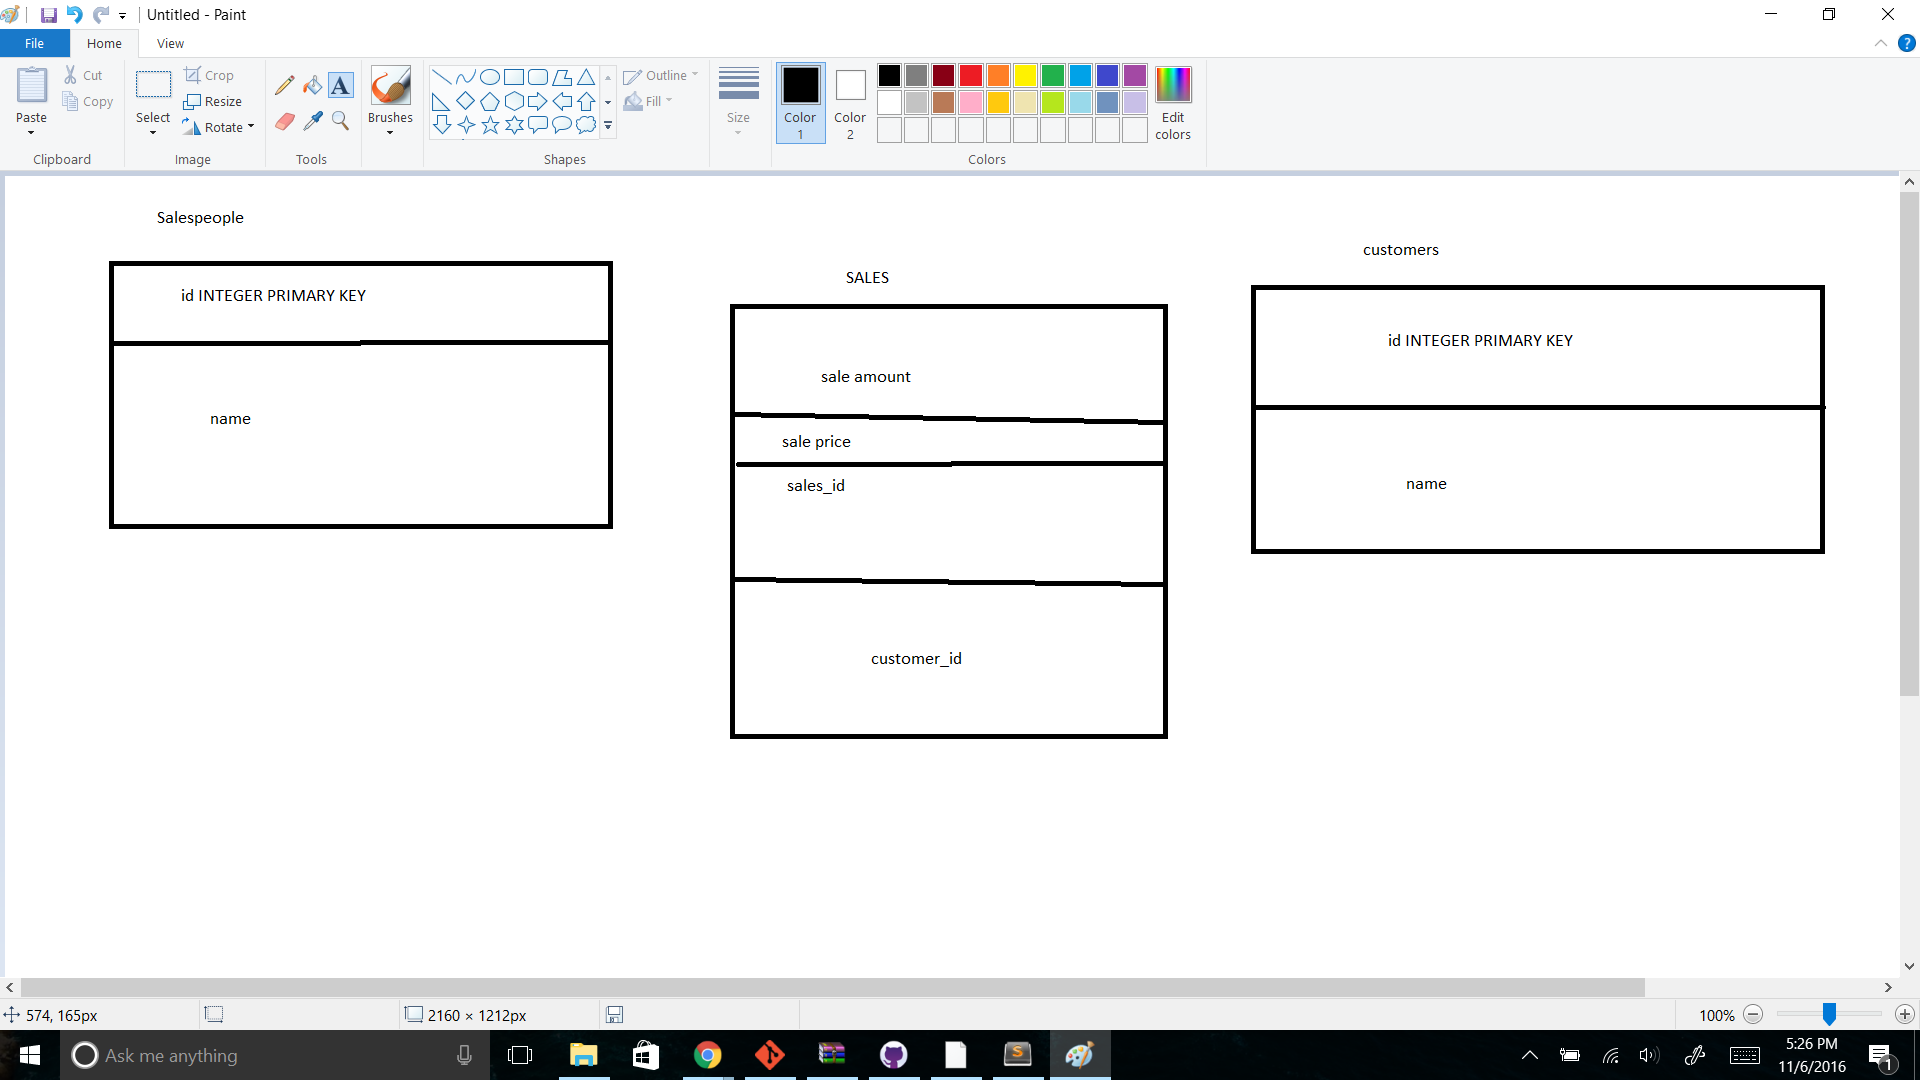 Untitled - Paint
File
Home
View
Paste
Cut
Copy
Clipboard
Select
Crop
Resize
Rotate
Image
A
Tools
Brushes
Outline
Fill
Shapes
Size
Color 1
Color 2
Edit colors
Colors
?
Salespeople
id INTEGER PRIMARY KEY
name
SALES
sale amount
sale price
sales_id
customer_id
customers
id INTEGER PRIMARY KEY
name
574, 165px
2160 × 1212px
100%
Ask me anything
S
5:26 PM
11/6/2016
1